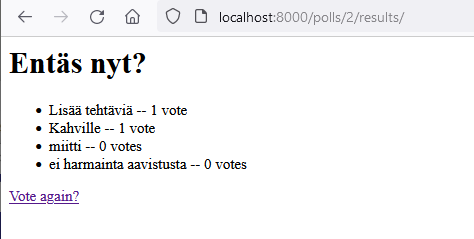 localhost:8000/polls/2/results/
Entäs nyt?
Lisää tehtäviä -- 1 vote
Kahville -- 1 vote
miitti -- 0 votes
ei harmainta aavistusta -- 0 votes
Vote again?